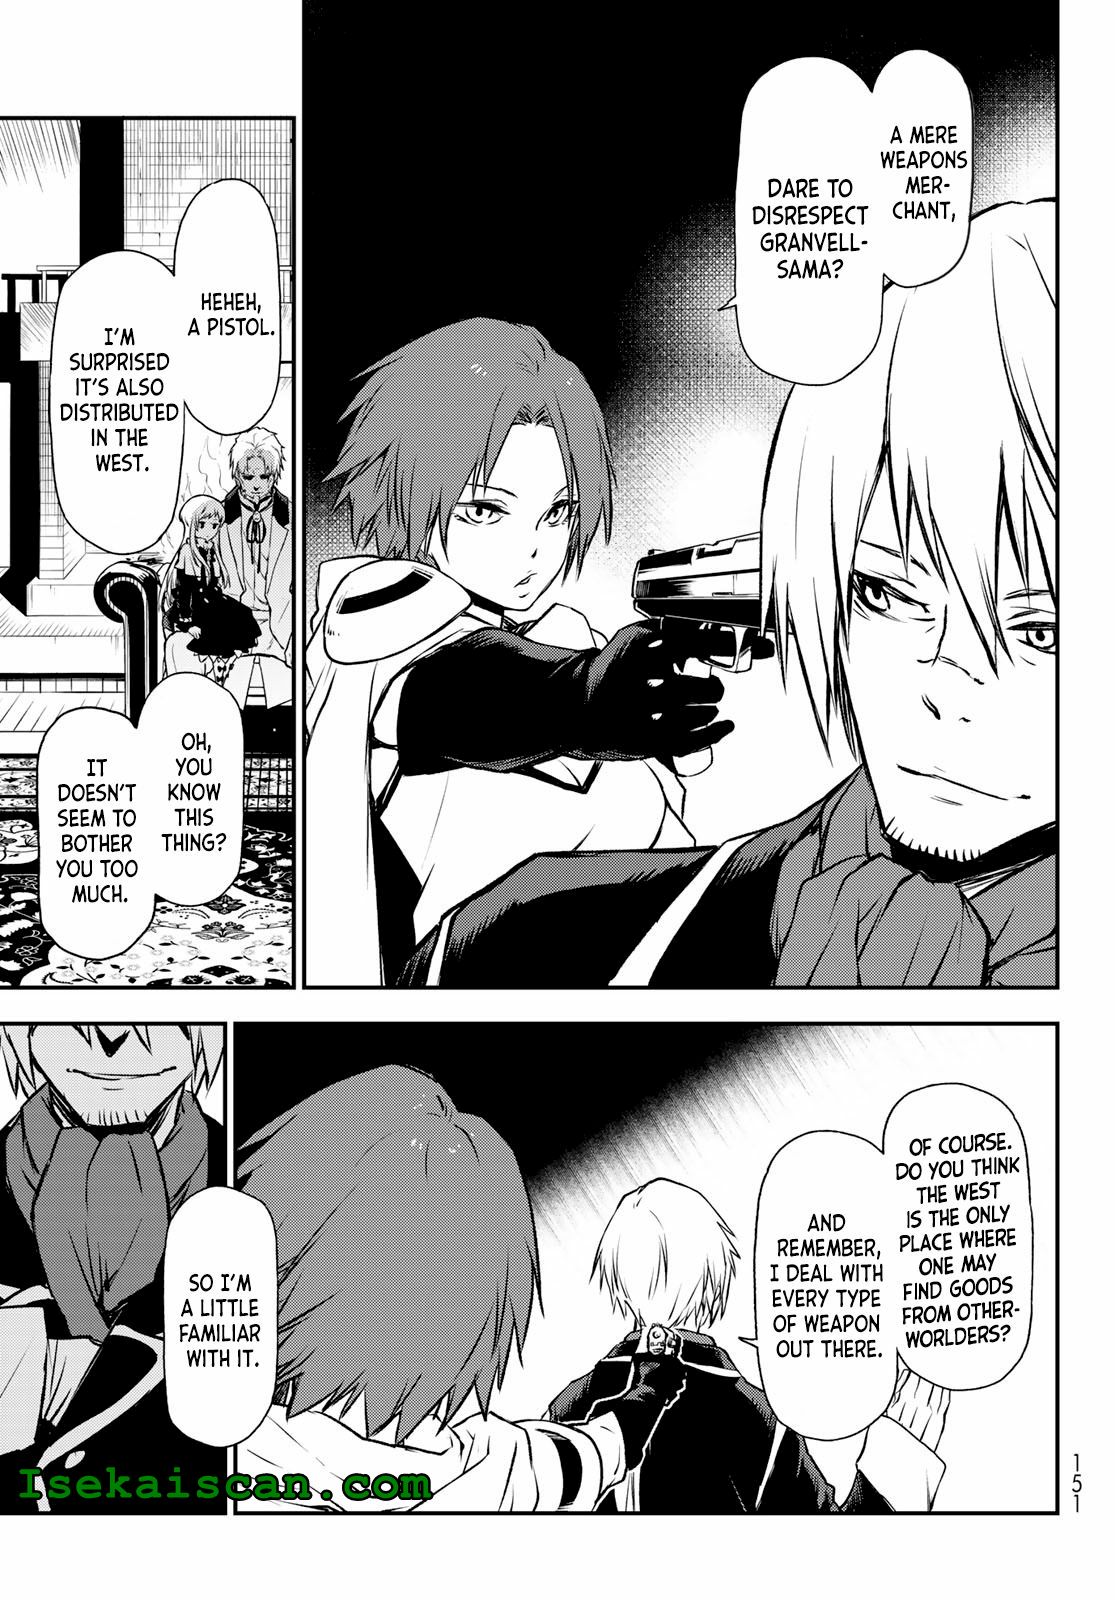 A MERE
WEAPONS
MER-
CHANT,
DARE TO
DISRESPECT
GRANVELL-
SAMA?
HEHEH,
A PISTOL.
I'M
SURPRISED
IT'S ALSO
DISTRIBUTED
IN THE
WEST.
OH,
YOU
KNOW
THIS
THING?
IT
DOESN'T
SEEM TO
BOTHER
YOU TOO
MUCH.
OF COURSE.
DO YOU THINK
THE WEST
IS THE ONLY
PLACE WHERE
ONE MAY
FIND GOODS
FROM OTHER-
WORLDERS?
AND
REMEMBER,
I DEAL WITH
EVERY TYPE
OF WEAPON
OUT THERE.
SO I'M
A LITTLE
FAMILIAR
WITH IT.
Isekaiscan.com
151